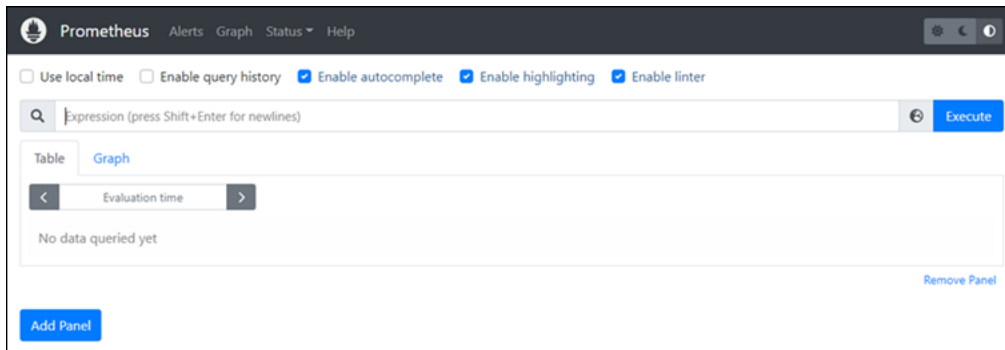 Prometheus Alerts Graph Status Help
Use local time Enable query history Enable autocomplete Enable highlighting Enable linter
Expression (press Shift+Enter for newlines) Execute
Table Graph
Evaluation time
No data queried yet
Remove Panel
Add Panel